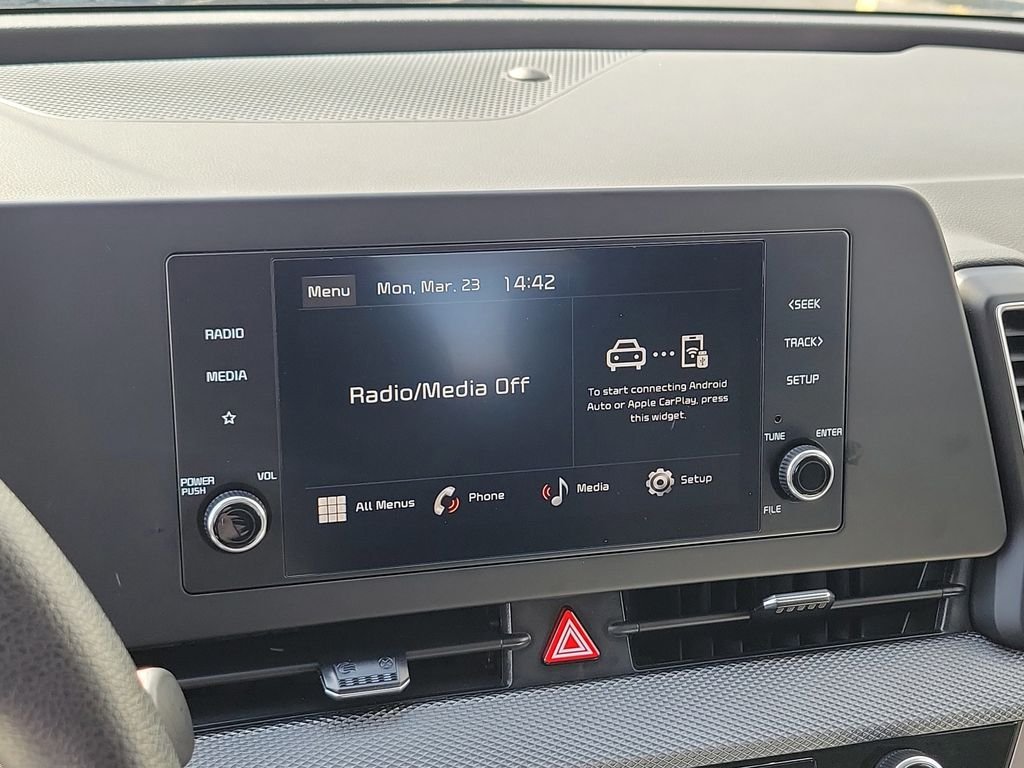 Menu Mon, Mar. 23 14:42
<SEEK
RADIO
TRACK>
MEDIA
SETUP
Radio/Media Off
To start connecting Android
Auto or Apple CarPlay, press
this widget.
TUNE ENTER
FILE
POWER
PUSH
VOL
All Menus Phone Media Setup